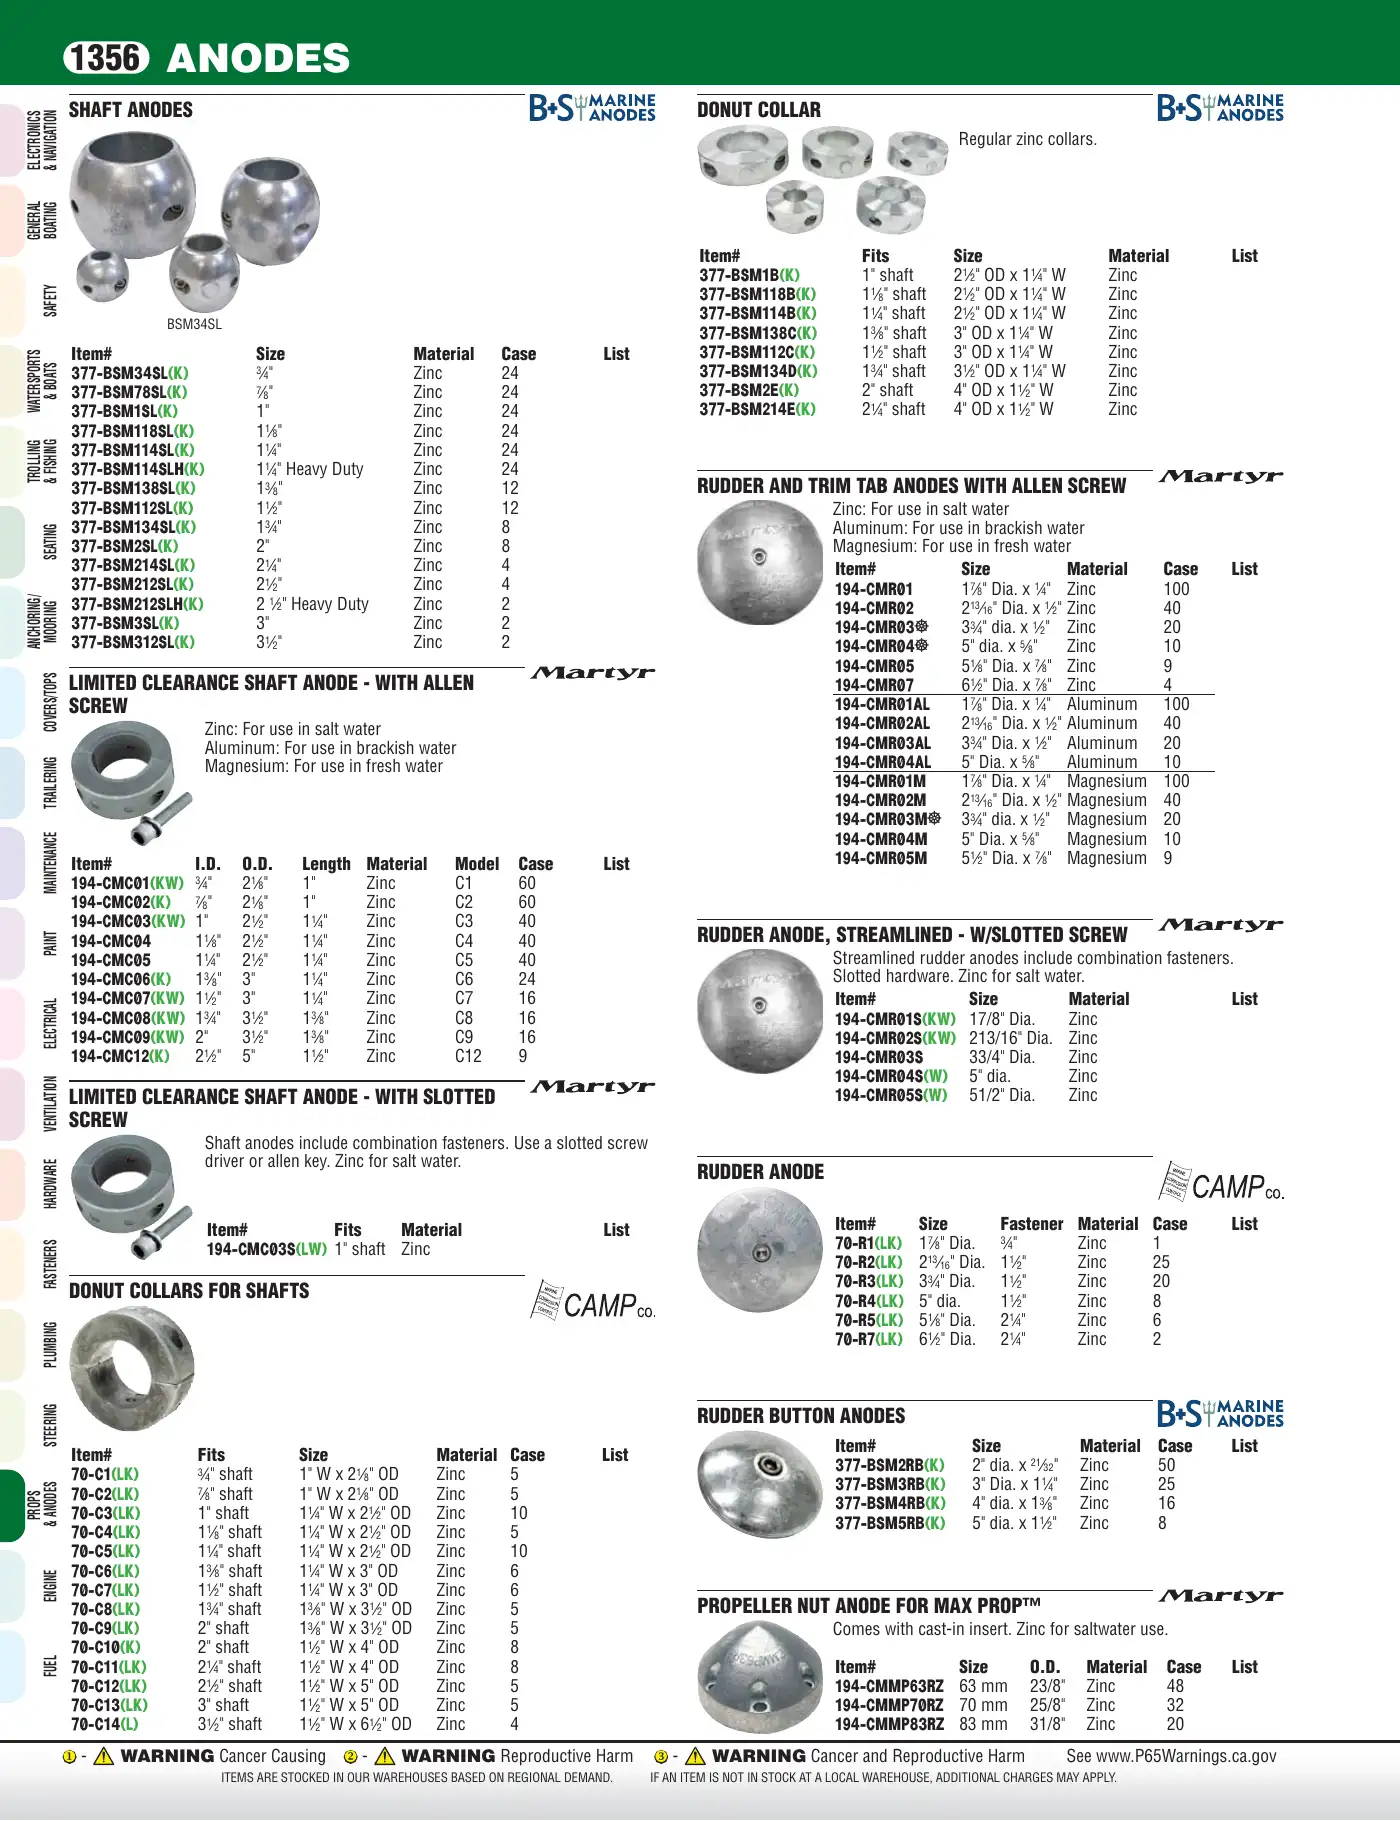 1356 ANODES
ELECTRONICS & NAVIGATION
GENERAL BOATING
SAFETY
WATERSPORTS & BOATS
TROLLING & FISHING
SEATING
ANCHORING/ MOORING
COVERS/TOPS
TRAILERING
MAINTENANCE
PAINT
ELECTRICAL
VENTILATION
HARDWARE
FASTENERS
PLUMBING
STEERING
PROPS & ANODES
ENGINE
FUEL
SHAFT ANODES
B+S MARINE ANODES
BSM34SL
Item# Size Material Case List
377-BSM34SL(K) ¾" Zinc 24
377-BSM78SL(K) ⅞" Zinc 24
377-BSM1SL(K) 1" Zinc 24
377-BSM118SL(K) 1⅛" Zinc 24
377-BSM114SL(K) 1¼" Zinc 24
377-BSM114SLH(K) 1¼" Heavy Duty Zinc 24
377-BSM138SL(K) 1⅜" Zinc 12
377-BSM112SL(K) 1½" Zinc 12
377-BSM134SL(K) 1¾" Zinc 8
377-BSM2SL(K) 2" Zinc 8
377-BSM214SL(K) 2¼" Zinc 4
377-BSM212SL(K) 2½" Zinc 4
377-BSM212SLH(K) 2 ½" Heavy Duty Zinc 2
377-BSM3SL(K) 3" Zinc 2
377-BSM312SL(K) 3½" Zinc 2
LIMITED CLEARANCE SHAFT ANODE - WITH ALLEN
SCREW
Martyr
Zinc: For use in salt water
Aluminum: For use in brackish water
Magnesium: For use in fresh water
Item# I.D. O.D. Length Material Model Case List
194-CMC01(KW) ¾" 2⅛" 1" Zinc C1 60
194-CMC02(K) ⅞" 2⅛" 1" Zinc C2 60
194-CMC03(KW) 1" 2½" 1¼" Zinc C3 40
194-CMC04 1⅛" 2½" 1¼" Zinc C4 40
194-CMC05 1¼" 2½" 1¼" Zinc C5 40
194-CMC06(K) 1⅜" 3" 1¼" Zinc C6 24
194-CMC07(KW) 1½" 3" 1¼" Zinc C7 16
194-CMC08(KW) 1¾" 3½" 1⅜" Zinc C8 16
194-CMC09(KW) 2" 3½" 1⅜" Zinc C9 16
194-CMC12(K) 2½" 5" 1½" Zinc C12 9
LIMITED CLEARANCE SHAFT ANODE - WITH SLOTTED
SCREW
Martyr
Shaft anodes include combination fasteners. Use a slotted screw
driver or allen key. Zinc for salt water.
Item# Fits Material List
194-CMC03S(LW) 1" shaft Zinc
DONUT COLLARS FOR SHAFTS
MARINE CORROSION CONTROL CAMP CO.
Item# Fits Size Material Case List
70-C1(LK) ¾" shaft 1" W x 2⅛" OD Zinc 5
70-C2(LK) ⅞" shaft 1" W x 2⅛" OD Zinc 5
70-C3(LK) 1" shaft 1¼" W x 2½" OD Zinc 10
70-C4(LK) 1⅛" shaft 1¼" W x 2½" OD Zinc 5
70-C5(LK) 1¼" shaft 1¼" W x 2½" OD Zinc 10
70-C6(LK) 1⅜" shaft 1¼" W x 3" OD Zinc 6
70-C7(LK) 1½" shaft 1¼" W x 3" OD Zinc 6
70-C8(LK) 1¾" shaft 1⅜" W x 3½" OD Zinc 5
70-C9(LK) 2" shaft 1⅜" W x 3½" OD Zinc 5
70-C10(K) 2" shaft 1½" W x 4" OD Zinc 8
70-C11(LK) 2¼" shaft 1½" W x 4" OD Zinc 8
70-C12(LK) 2½" shaft 1½" W x 5" OD Zinc 5
70-C13(LK) 3" shaft 1½" W x 5" OD Zinc 5
70-C14(L) 3½" shaft 1½" W x 6½" OD Zinc 4
DONUT COLLAR
B+S MARINE ANODES
Regular zinc collars.
Item# Fits Size Material List
377-BSM1B(K) 1" shaft 2½" OD x 1¼" W Zinc
377-BSM118B(K) 1⅛" shaft 2½" OD x 1¼" W Zinc
377-BSM114B(K) 1¼" shaft 2½" OD x 1¼" W Zinc
377-BSM138C(K) 1⅜" shaft 3" OD x 1¼" W Zinc
377-BSM112C(K) 1½" shaft 3" OD x 1¼" W Zinc
377-BSM134D(K) 1¾" shaft 3½" OD x 1¼" W Zinc
377-BSM2E(K) 2" shaft 4" OD x 1½" W Zinc
377-BSM214E(K) 2¼" shaft 4" OD x 1½" W Zinc
RUDDER AND TRIM TAB ANODES WITH ALLEN SCREW
Martyr
Zinc: For use in salt water
Aluminum: For use in brackish water
Magnesium: For use in fresh water
Item# Size Material Case List
194-CMR01 1⅞" Dia. x ¼" Zinc 100
194-CMR02 2¹³⁄₁₆" Dia. x ½" Zinc 40
194-CMR03☸ 3¾" dia. x ½" Zinc 20
194-CMR04☸ 5" dia. x ⅝" Zinc 10
194-CMR05 5⅛" Dia. x ⅞" Zinc 9
194-CMR07 6½" Dia. x ⅞" Zinc 4
194-CMR01AL 1⅞" Dia. x ¼" Aluminum 100
194-CMR02AL 2¹³⁄₁₆" Dia. x ½" Aluminum 40
194-CMR03AL 3¾" Dia. x ½" Aluminum 20
194-CMR04AL 5" Dia. x ⅝" Aluminum 10
194-CMR01M 1⅞" Dia. x ¼" Magnesium 100
194-CMR02M 2¹³⁄₁₆" Dia. x ½" Magnesium 40
194-CMR03M☸ 3¾" dia. x ½" Magnesium 20
194-CMR04M 5" Dia. x ⅝" Magnesium 10
194-CMR05M 5½" Dia. x ⅞" Magnesium 9
RUDDER ANODE, STREAMLINED - W/SLOTTED SCREW
Martyr
Streamlined rudder anodes include combination fasteners.
Slotted hardware. Zinc for salt water.
Item# Size Material List
194-CMR01S(KW) 17/8" Dia. Zinc
194-CMR02S(KW) 213/16" Dia. Zinc
194-CMR03S 33/4" Dia. Zinc
194-CMR04S(W) 5" dia. Zinc
194-CMR05S(W) 51/2" Dia. Zinc
RUDDER ANODE
MARINE CORROSION CONTROL CAMP CO.
Item# Size Fastener Material Case List
70-R1(LK) 1⅞" Dia. ¾" Zinc 1
70-R2(LK) 2¹³⁄₁₆" Dia. 1½" Zinc 25
70-R3(LK) 3¾" Dia. 1½" Zinc 20
70-R4(LK) 5" dia. 1½" Zinc 8
70-R5(LK) 5⅛" Dia. 2¼" Zinc 6
70-R7(LK) 6½" Dia. 2¼" Zinc 2
RUDDER BUTTON ANODES
B+S MARINE ANODES
Item# Size Material Case List
377-BSM2RB(K) 2" dia. x ²¹⁄₃₂" Zinc 50
377-BSM3RB(K) 3" Dia. x 1¼" Zinc 25
377-BSM4RB(K) 4" dia. x 1⅜" Zinc 16
377-BSM5RB(K) 5" dia. x 1½" Zinc 8
PROPELLER NUT ANODE FOR MAX PROP™
Martyr
Comes with cast-in insert. Zinc for saltwater use.
Item# Size O.D. Material Case List
194-CMMP63RZ 63 mm 23/8" Zinc 48
194-CMMP70RZ 70 mm 25/8" Zinc 32
194-CMMP83RZ 83 mm 31/8" Zinc 20
1 - ⚠ WARNING Cancer Causing 2 - ⚠ WARNING Reproductive Harm 3 - ⚠ WARNING Cancer and Reproductive Harm See www.P65Warnings.ca.gov
ITEMS ARE STOCKED IN OUR WAREHOUSES BASED ON REGIONAL DEMAND. IF AN ITEM IS NOT IN STOCK AT A LOCAL WAREHOUSE, ADDITIONAL CHARGES MAY APPLY.